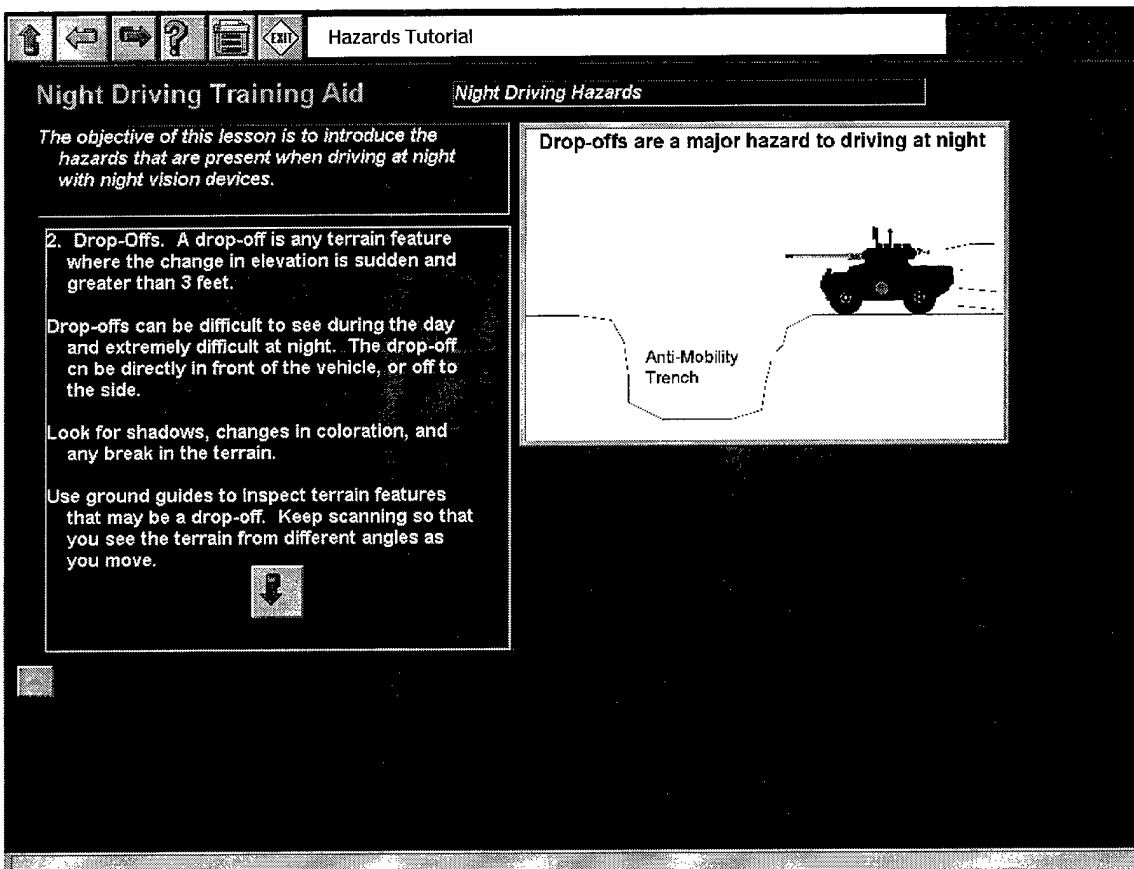 EXIT
Hazards Tutorial
Night Driving Training Aid
Night Driving Hazards
The objective of this lesson is to introduce the
hazards that are present when driving at night
with night vision devices.
2. Drop-Offs. A drop-off is any terrain feature
where the change in elevation is sudden and
greater than 3 feet.
Drop-offs can be difficult to see during the day
and extremely difficult at night. The drop-off
cn be directly in front of the vehicle, or off to
the side.
Look for shadows, changes in coloration, and
any break in the terrain.
Use ground guides to inspect terrain features
that may be a drop-off. Keep scanning so that
you see the terrain from different angles as
you move.
Drop-offs are a major hazard to driving at night
Anti-Mobility
Trench